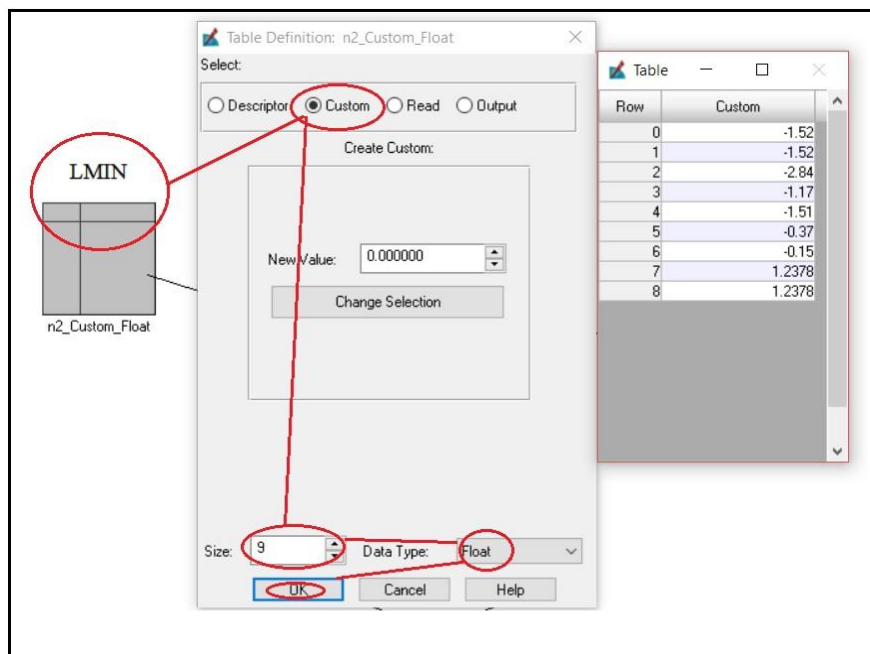 Table Definition: n2_Custom_Float
Select:
Descriptor Custom Read Output
Create Custom:
LMIN
n2_Custom_Float
New Value: 0.000000
Change Selection
Size: 9 Data Type: Float
OK Cancel Help
Table
Row Custom
0 -1.52
1 -1.52
2 -2.84
3 -1.17
4 -1.51
5 -0.37
6 -0.15
7 1.2378
8 1.2378